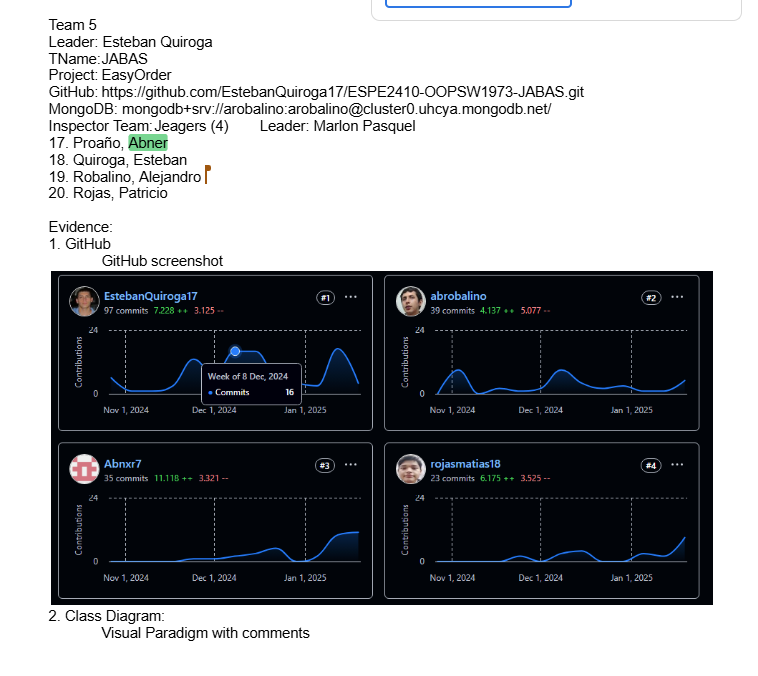 Team 5
Leader: Esteban Quiroga
TName: JABAS
Project: EasyOrder
GitHub: https://github.com/EstebanQuiroga17/ESPE2410-OOPSW1973-JABAS.git
MongoDB: mongodb+srv://arobalino:arobalino@cluster0.uhcya.mongodb.net/
Inspector Team: Jeagers (4) Leader: Marlon Pasquel
17. Proaño, Abner
18. Quiroga, Esteban
19. Robalino, Alejandro
20. Rojas, Patricio
Evidence:
1. GitHub
GitHub screenshot
EstebanQuiroga17 #1 ...
97 commits 7.228 ++ 3.125 --
24
Contributions
0
Week of 8 Dec, 2024
Commits 16
Nov 1, 2024 Dec 1, 2024 Jan 1, 2025
abrobalino #2 ...
39 commits 4.137 ++ 5.077 --
24
Contributions
0
Nov 1, 2024 Dec 1, 2024 Jan 1, 2025
Abnxr7 #3 ...
35 commits 11.118 ++ 3.321 --
24
Contributions
0
Nov 1, 2024 Dec 1, 2024 Jan 1, 2025
rojasmatias18 #4 ...
23 commits 6.175 ++ 3.525 --
24
Contributions
0
Nov 1, 2024 Dec 1, 2024 Jan 1, 2025
2. Class Diagram:
Visual Paradigm with comments